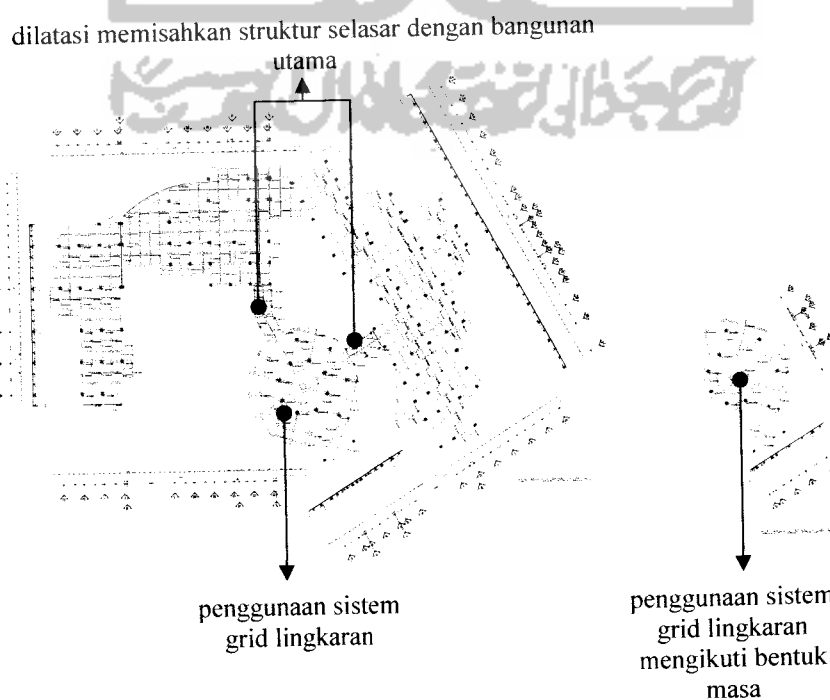 dilatasi memisahkan struktur selasar dengan bangunan
utama
penggunaan sistem
grid lingkaran
penggunaan sistem
grid lingkaran
mengikuti bentuk
masa